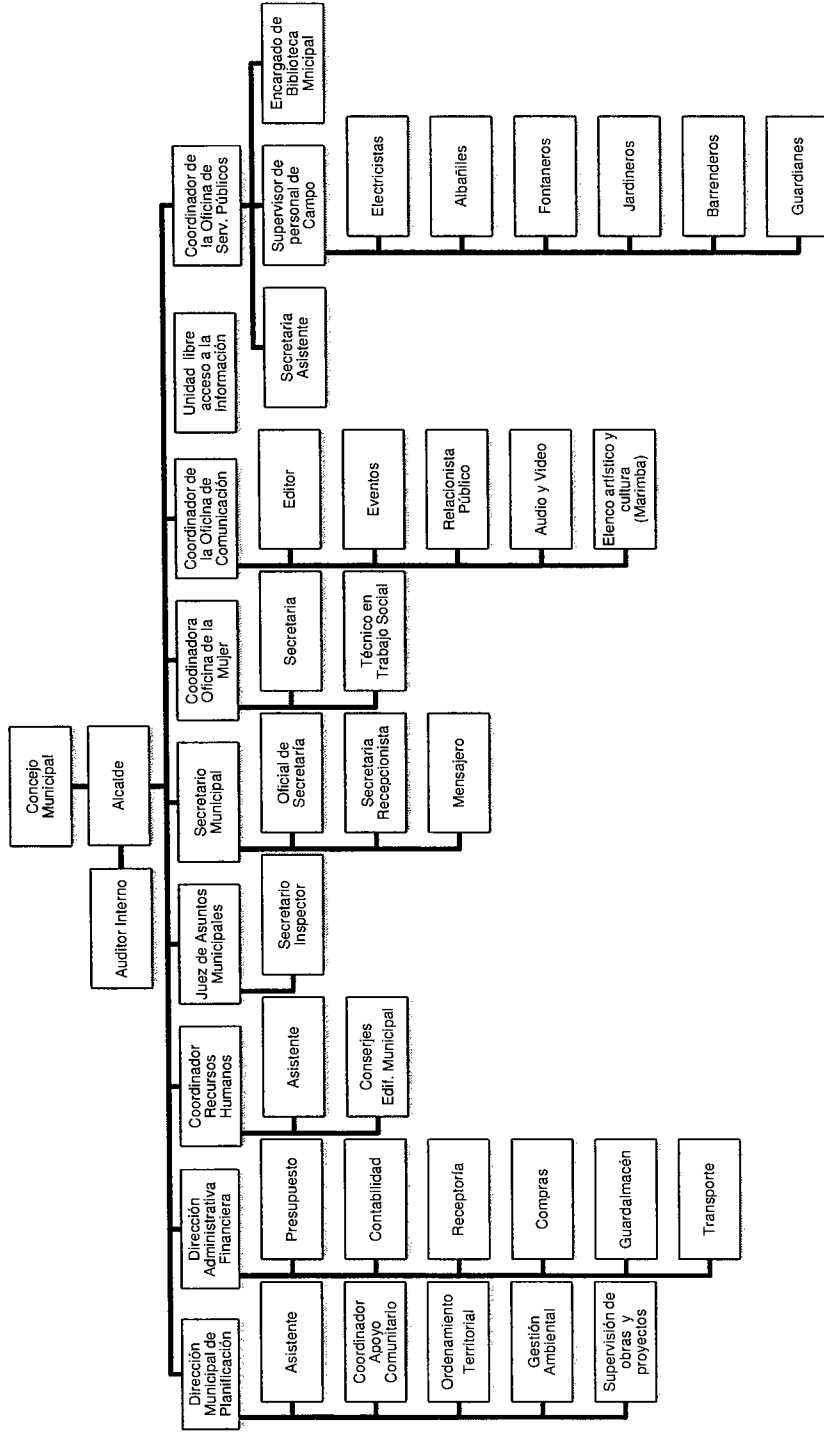 Concejo
Municipal
Alcalde
Auditor Interno
Dirección
Municipal de
Planificación
Asistente
Coordinador
Apoyo
Comunitario
Ordenamiento
Territorial
Gestión
Ambiental
Supervisión de
obras y
proyectos
Dirección
Administrativa
Financiera
Presupuesto
Contabilidad
Receptoría
Compras
Guardalmacén
Transporte
Coordinador
Recursos
Humanos
Asistente
Conserjes
Edif. Municipal
Juez de Asuntos
Municipales
Secretario
Inspector
Secretario
Municipal
Oficial de
Secretaría
Secretaria
Recepcionista
Mensajero
Coodinadora
Oficina de la
Mujer
Secretaria
Técnico en
Trabajo Social
Coordinador de
la Oficina de
Comunicación
Editor
Eventos
Relacionista
Público
Audio y Video
Elenco artístico y
cultura
(Marimba)
Unidad libre
acceso a la
información
Coordinador de
la Oficina de
Serv. Públicos
Secretaria
Asistente
Supervisor de
personal de
Campo
Electricistas
Albañiles
Fontaneros
Jardineros
Barrenderos
Guardianes
Encargado de
Biblioteca
Mnicipal